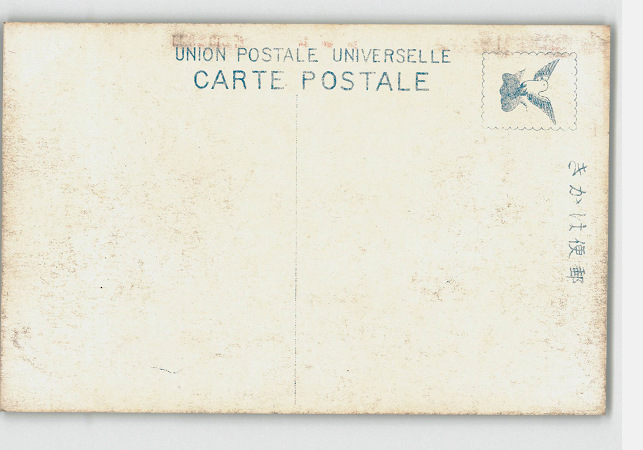 UNION POSTALE UNIVERSELLE
CARTE POSTALE
きかは便郵